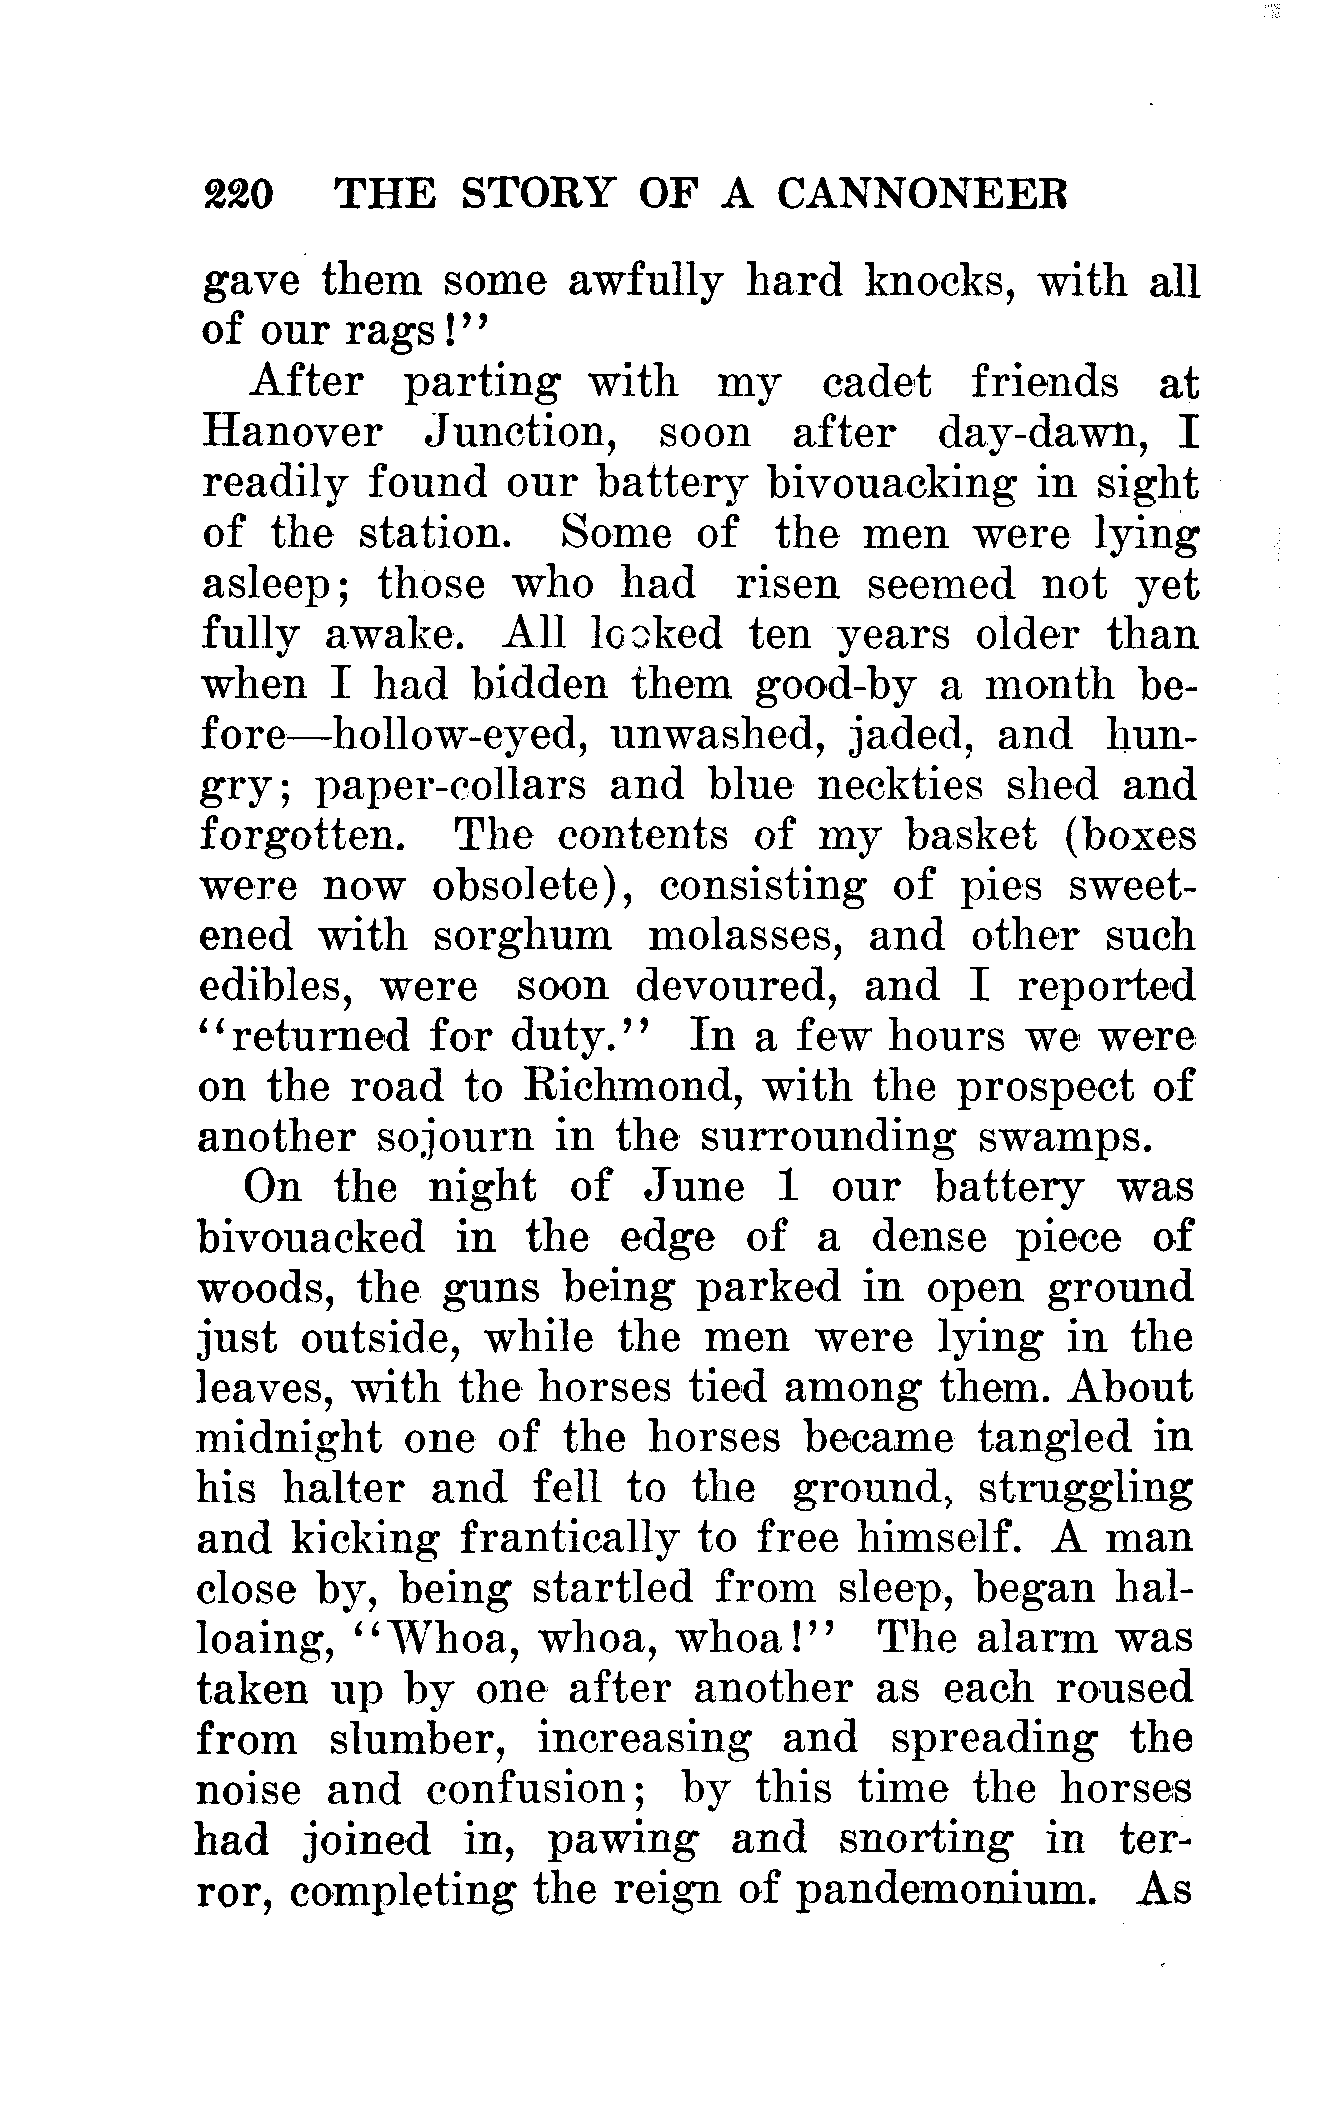 220 THE STORY OF A CANNONEER
gave them some awfully hard knocks, with all
of our rags!''
After parting with my cadet friends at
Hanover Junction, soon after day-dawn, I
readily found our battery bivouacking in sight
of the station. Some of the men were lying
asleep; those who had risen seemed not yet
fully awake. All looked ten years older than
when I had bidden them good-by a month be-
fore—hollow-eyed, unwashed, jaded, and hun-
gry; paper-collars and blue neckties shed and
forgotten. The contents of my basket (boxes
were now obsolete), consisting of pies sweet-
ened with sorghum molasses, and other such
edibles, were soon devoured, and I reported
‘‘returned for duty.’’ In a few hours we were
on the road to Richmond, with the prospect of
another sojourn in the surrounding swamps.
On the night of June 1 our battery was
bivouacked in the edge of a dense piece of
woods, the guns being parked in open ground
just outside, while the men were lying in the
leaves, with the horses tied among them. About
midnight one of the horses became tangled in
his halter and fell to the ground, struggling
and kicking frantically to free himself. A man
close by, being startled from sleep, began hal-
loaing, ‘‘Whoa, whoa, whoa!’’ The alarm was
taken up by one after another as each roused
from slumber, increasing and spreading the
noise and confusion; by this time the horses
had joined in, pawing and snorting in ter-
ror, completing the reign of pandemonium. As